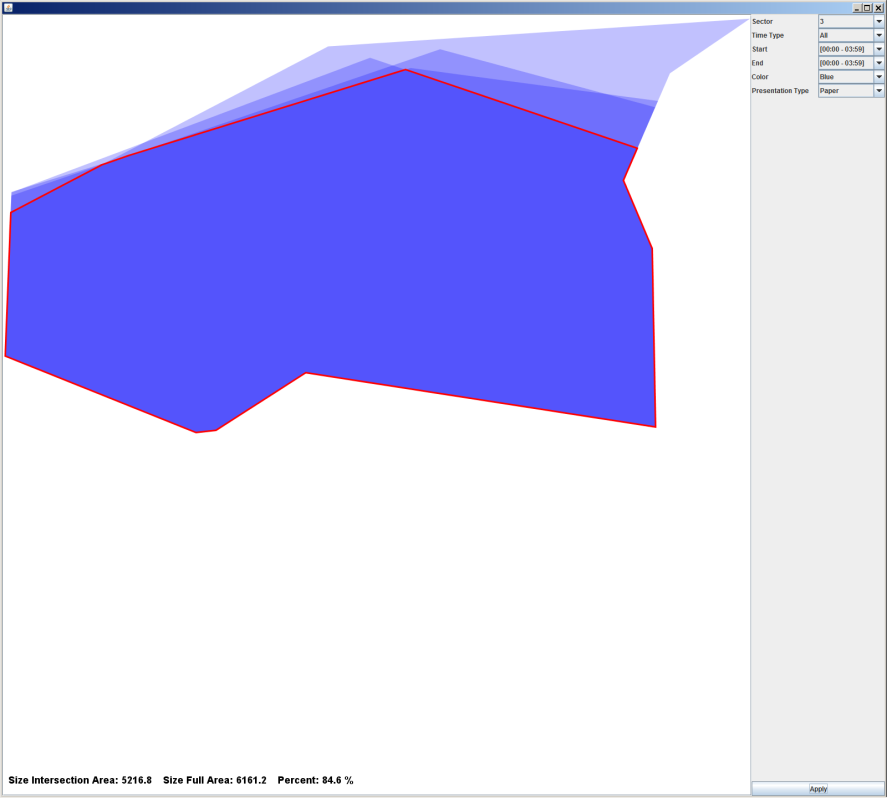 Sector 3
Time Type All
Start [00:00 - 03:59]
End [00:00 - 03:59]
Color Blue
Presentation Type Paper
Size Intersection Area: 5216.8 Size Full Area: 6161.2 Percent: 84.6 %
Apply